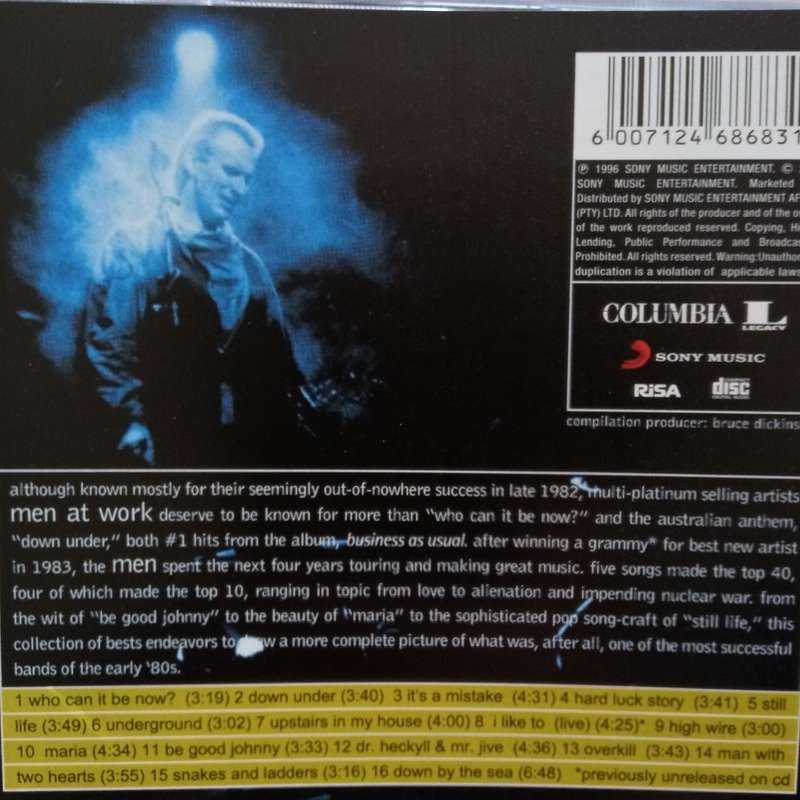 6 007124 686831
℗ 1996 SONY MUSIC ENTERTAINMENT. ©
SONY MUSIC ENTERTAINMENT. Marketed
Distributed by SONY MUSIC ENTERTAINMENT AF
(PTY) LTD. All rights of the producer and of the o
of the work reproduced reserved. Copying, Hi
Lending, Public Performance and Broadcas
Prohibited. All rights reserved. Warning:Unauthor
duplication is a violation of applicable laws
COLUMBIA L
LEGACY
SONY MUSIC
RiSA disc
DIGITAL AUDIO
compilation producer: bruce dickins
although known mostly for their seemingly out-of-nowhere success in late 1982, multi-platinum selling artists
men at work deserve to be known for more than "who can it be now?" and the australian anthem,
"down under," both #1 hits from the album, business as usual. after winning a grammy* for best new artist
in 1983, the men spent the next four years touring and making great music. five songs made the top 40,
four of which made the top 10, ranging in topic from love to alienation and impending nuclear war. from
the wit of "be good johnny" to the beauty of "maria" to the sophisticated pop song-craft of "still life," this
collection of bests endeavors to draw a more complete picture of what was, after all, one of the most successful
bands of the early '80s.
1 who can it be now? (3:19) 2 down under (3:40) 3 it's a mistake (4:31) 4 hard luck story (3:41) 5 still
life (3:49) 6 underground (3:02) 7 upstairs in my house (4:00) 8 i like to (live) (4:25)* 9 high wire (3:00)
10 maria (4:34) 11 be good johnny (3:33) 12 dr. heckyll & mr. jive (4:36) 13 overkill (3:43) 14 man with
two hearts (3:55) 15 snakes and ladders (3:16) 16 down by the sea (6:48) *previously unreleased on cd